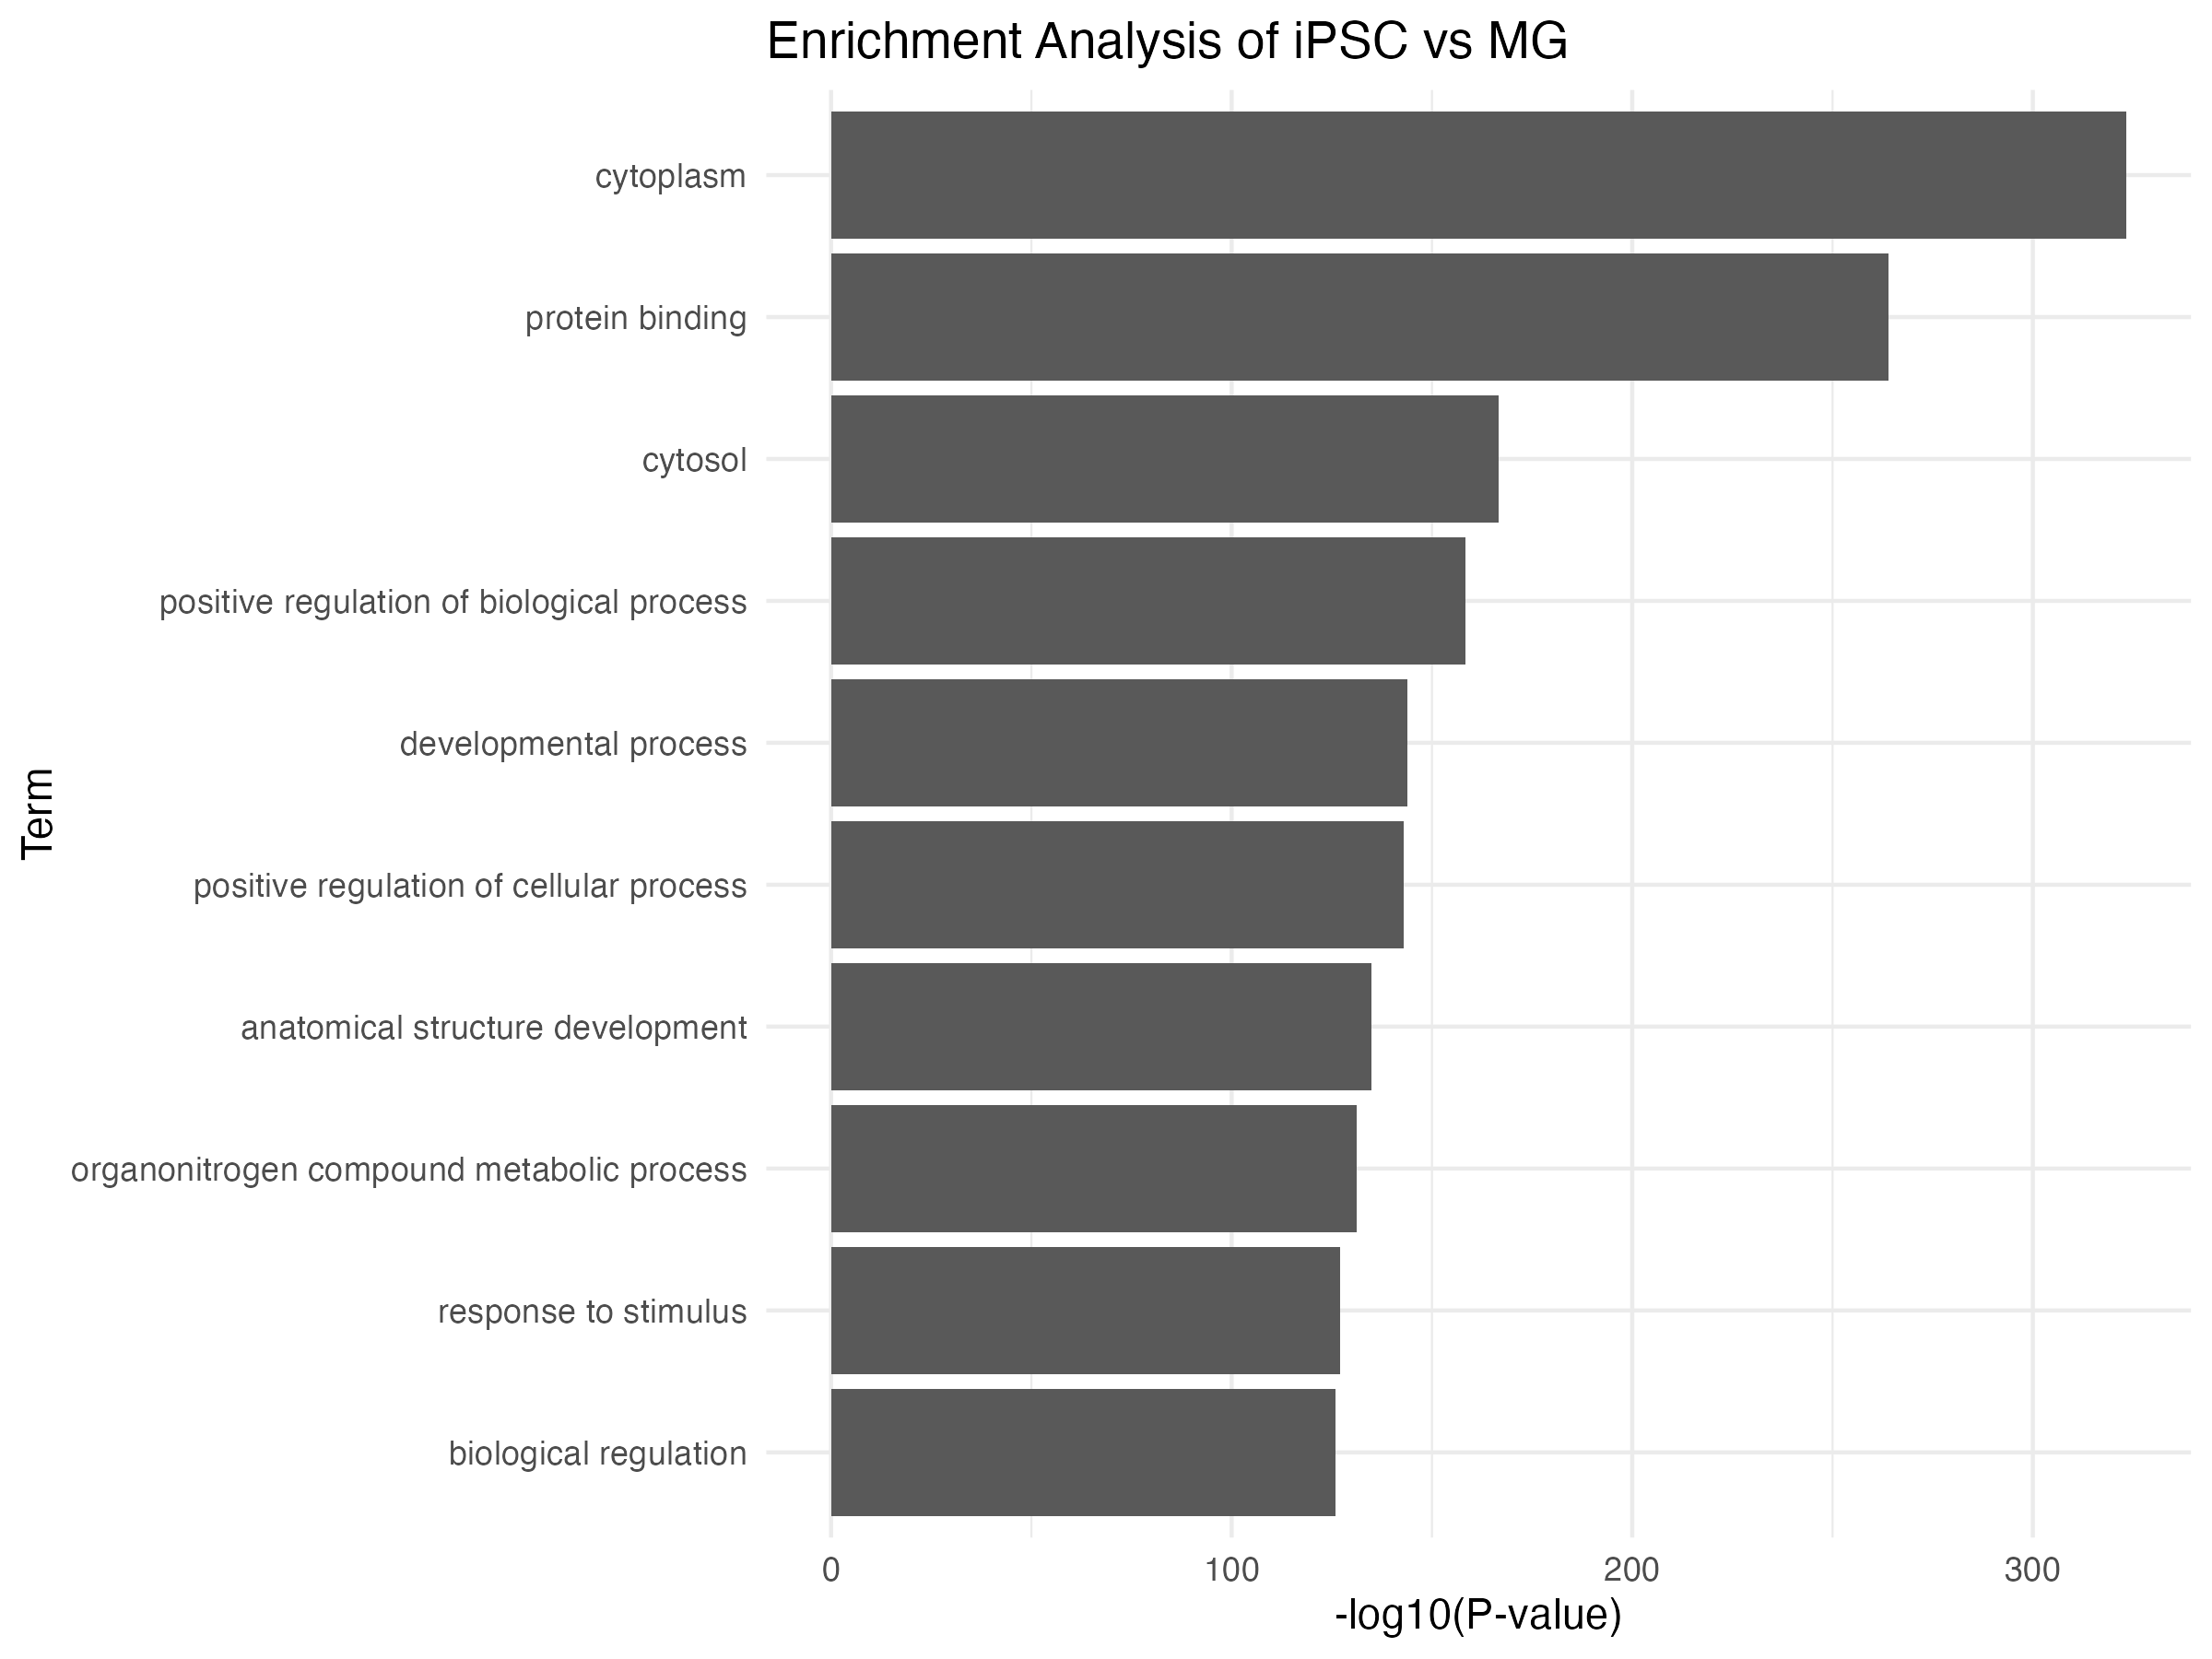 Enrichment Analysis of iPSC vs MG
Term
cytoplasm
protein binding
cytosol
positive regulation of biological process
developmental process
positive regulation of cellular process
anatomical structure development
organonitrogen compound metabolic process
response to stimulus
biological regulation
0 100 200 300
-log10(P-value)